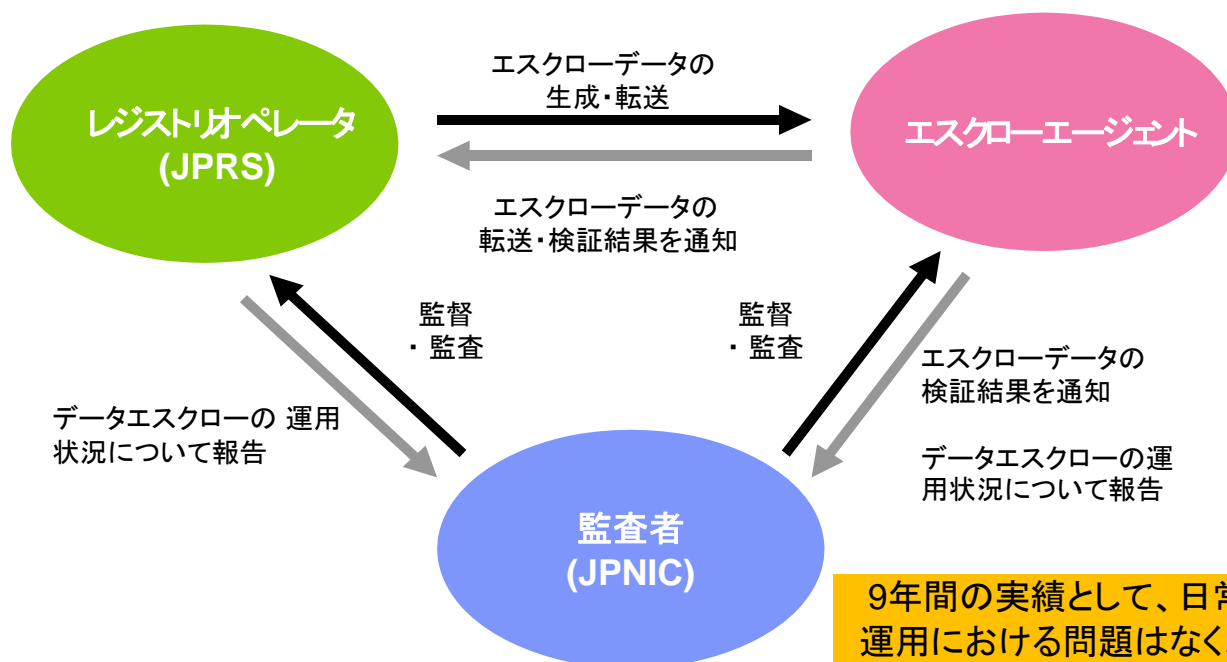 エスクローデータの
生成・転送
レジストリオペレータ
(JPRS)
エスクローエージェント
エスクローデータの
転送・検証結果を通知
監督
・ 監査
監督
・ 監査
エスクローデータの
検証結果を通知
データエスクローの 運用
状況について報告
データエスクローの運
用状況について報告
監査者
(JPNIC)
9年間の実績として、日常
運用における問題はなく